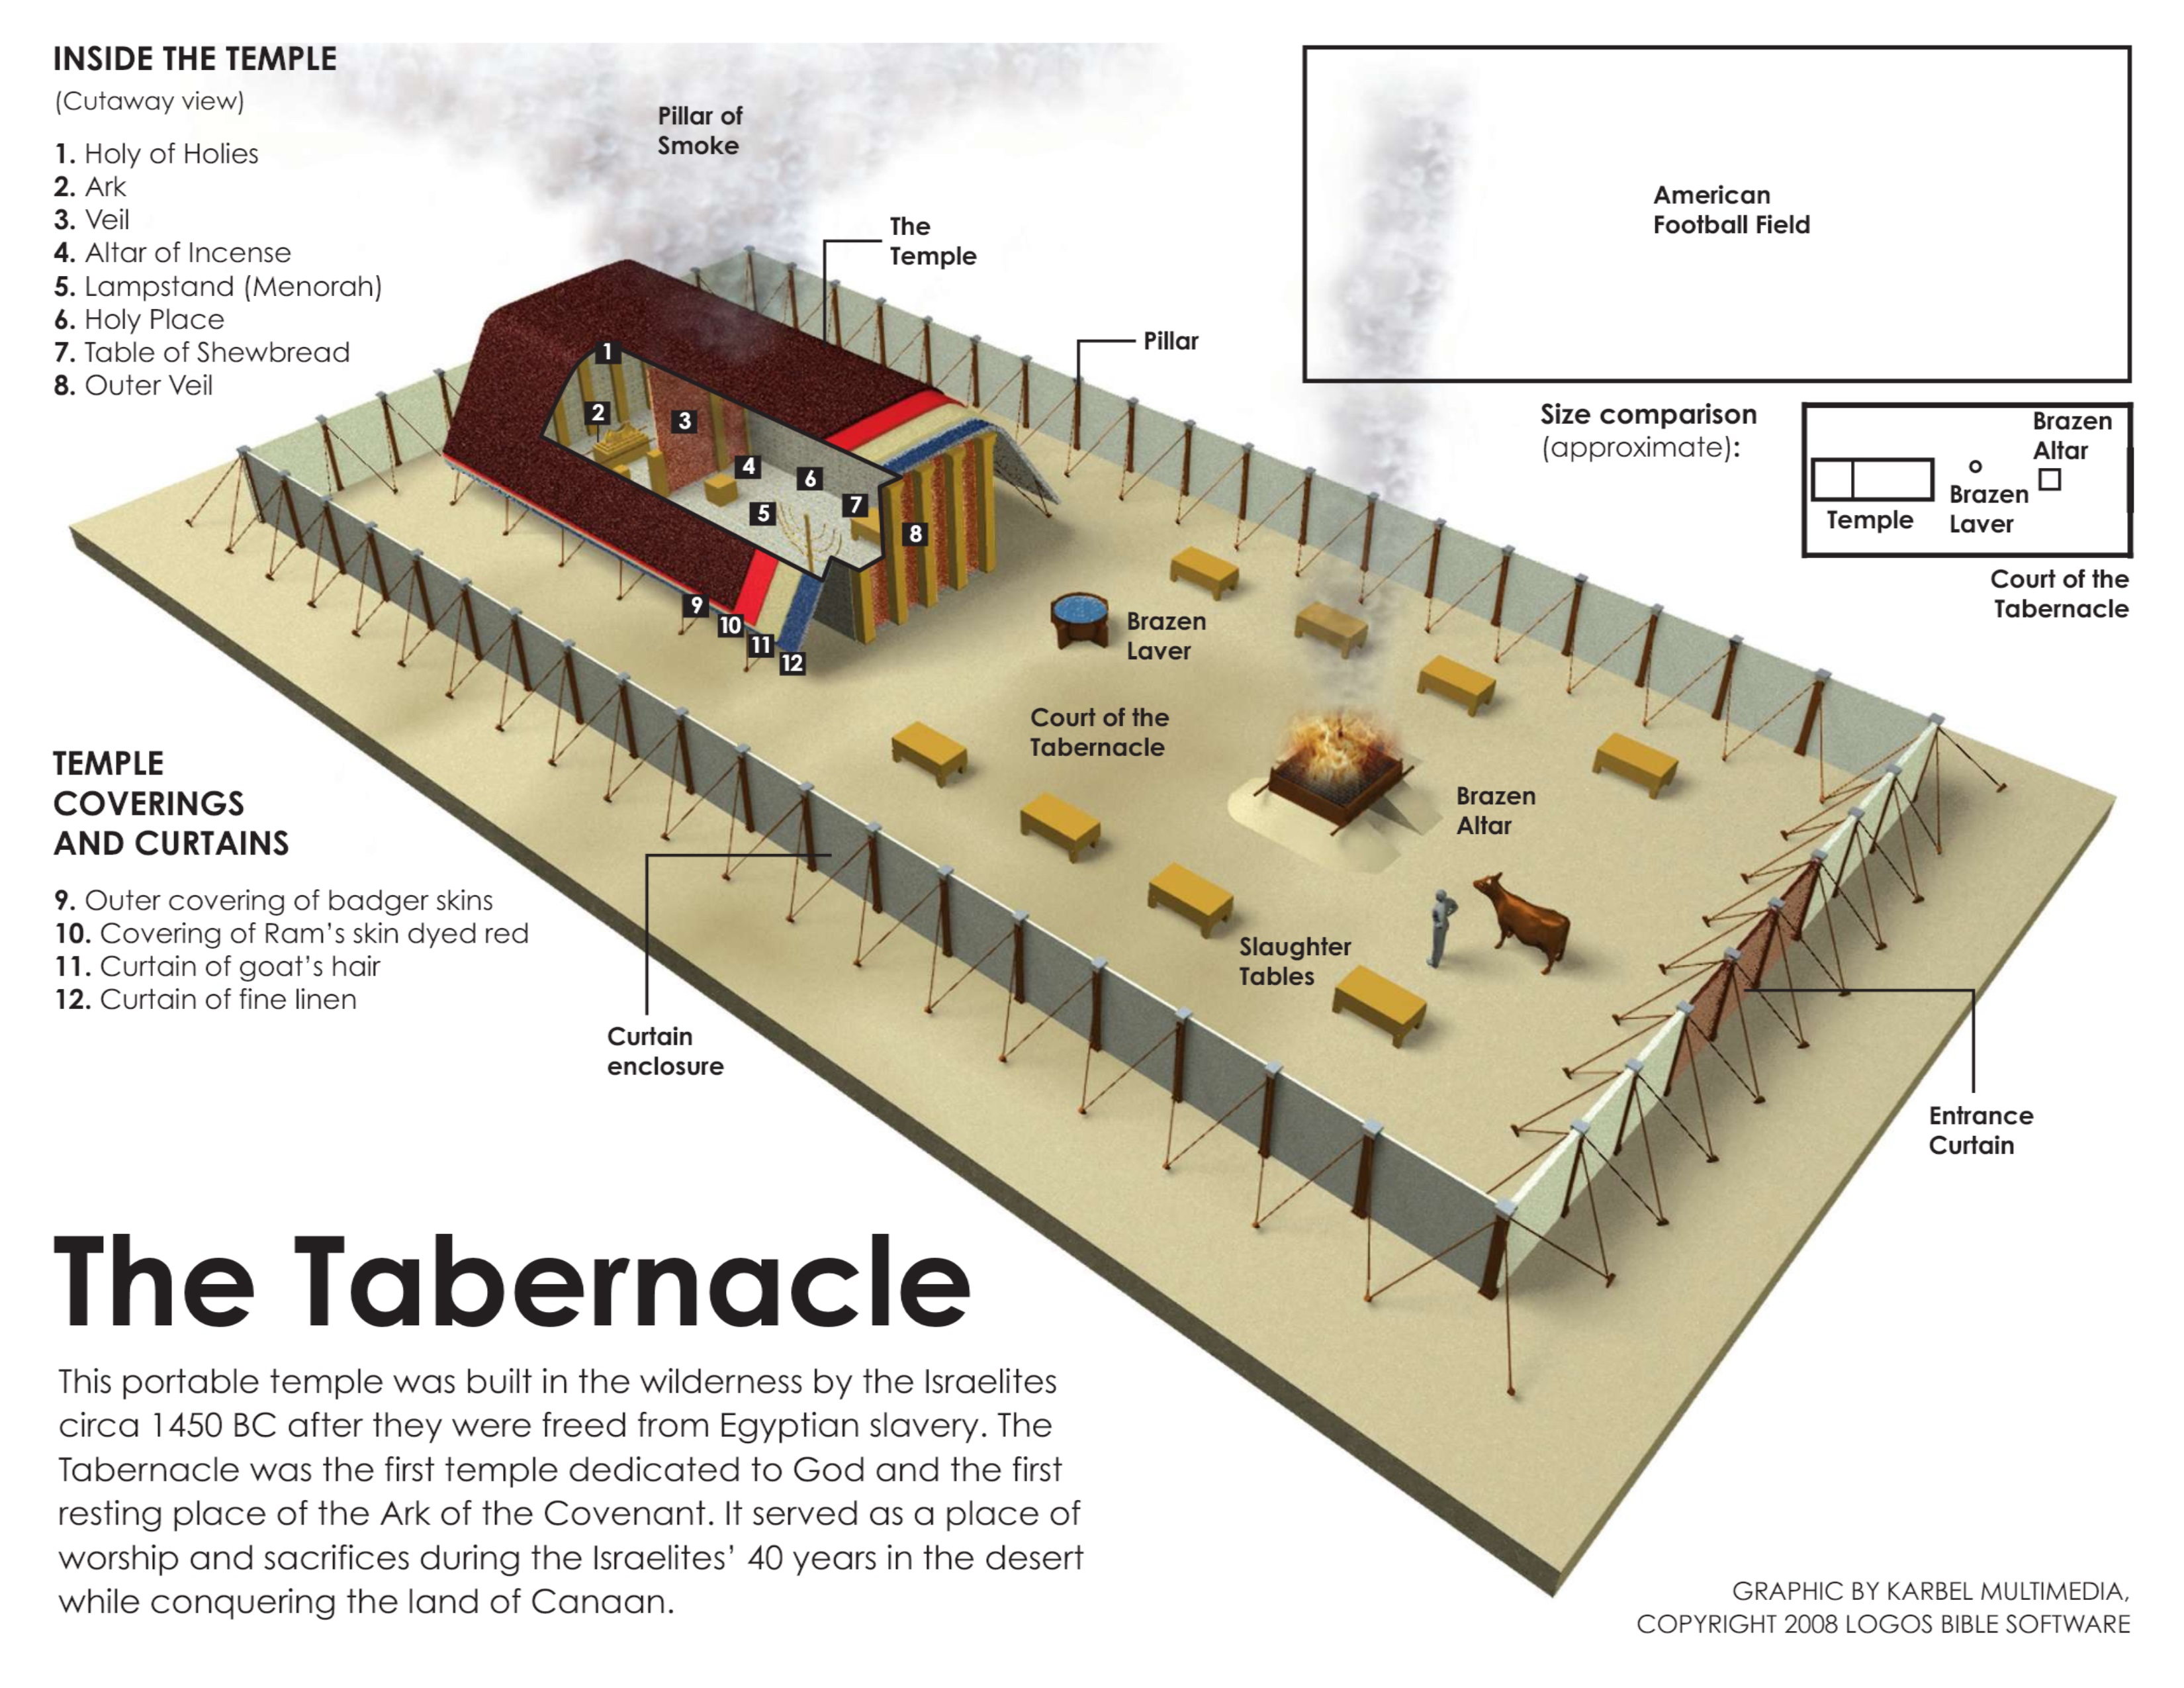 INSIDE THE TEMPLE
(Cutaway view)
1. Holy of Holies
2. Ark
3. Veil
4. Altar of Incense
5. Lampstand (Menorah)
6. Holy Place
7. Table of Shewbread
8. Outer Veil
Pillar of
Smoke
The
Temple
Pillar
American
Football Field
Size comparison
(approximate):
Brazen
Altar
Brazen
Laver
Temple
Court of the
Tabernacle
1
2
3
4
5
6
7
8
9
10
11
12
Brazen
Laver
Court of the
Tabernacle
Brazen
Altar
Slaughter
Tables
TEMPLE
COVERINGS
AND CURTAINS
9. Outer covering of badger skins
10. Covering of Ram's skin dyed red
11. Curtain of goat's hair
12. Curtain of fine linen
Curtain
enclosure
Entrance
Curtain
The Tabernacle
This portable temple was built in the wilderness by the Israelites
circa 1450 BC after they were freed from Egyptian slavery. The
Tabernacle was the first temple dedicated to God and the first
resting place of the Ark of the Covenant. It served as a place of
worship and sacrifices during the Israelites' 40 years in the desert
while conquering the land of Canaan.
GRAPHIC BY KARBEL MULTIMEDIA,
COPYRIGHT 2008 LOGOS BIBLE SOFTWARE